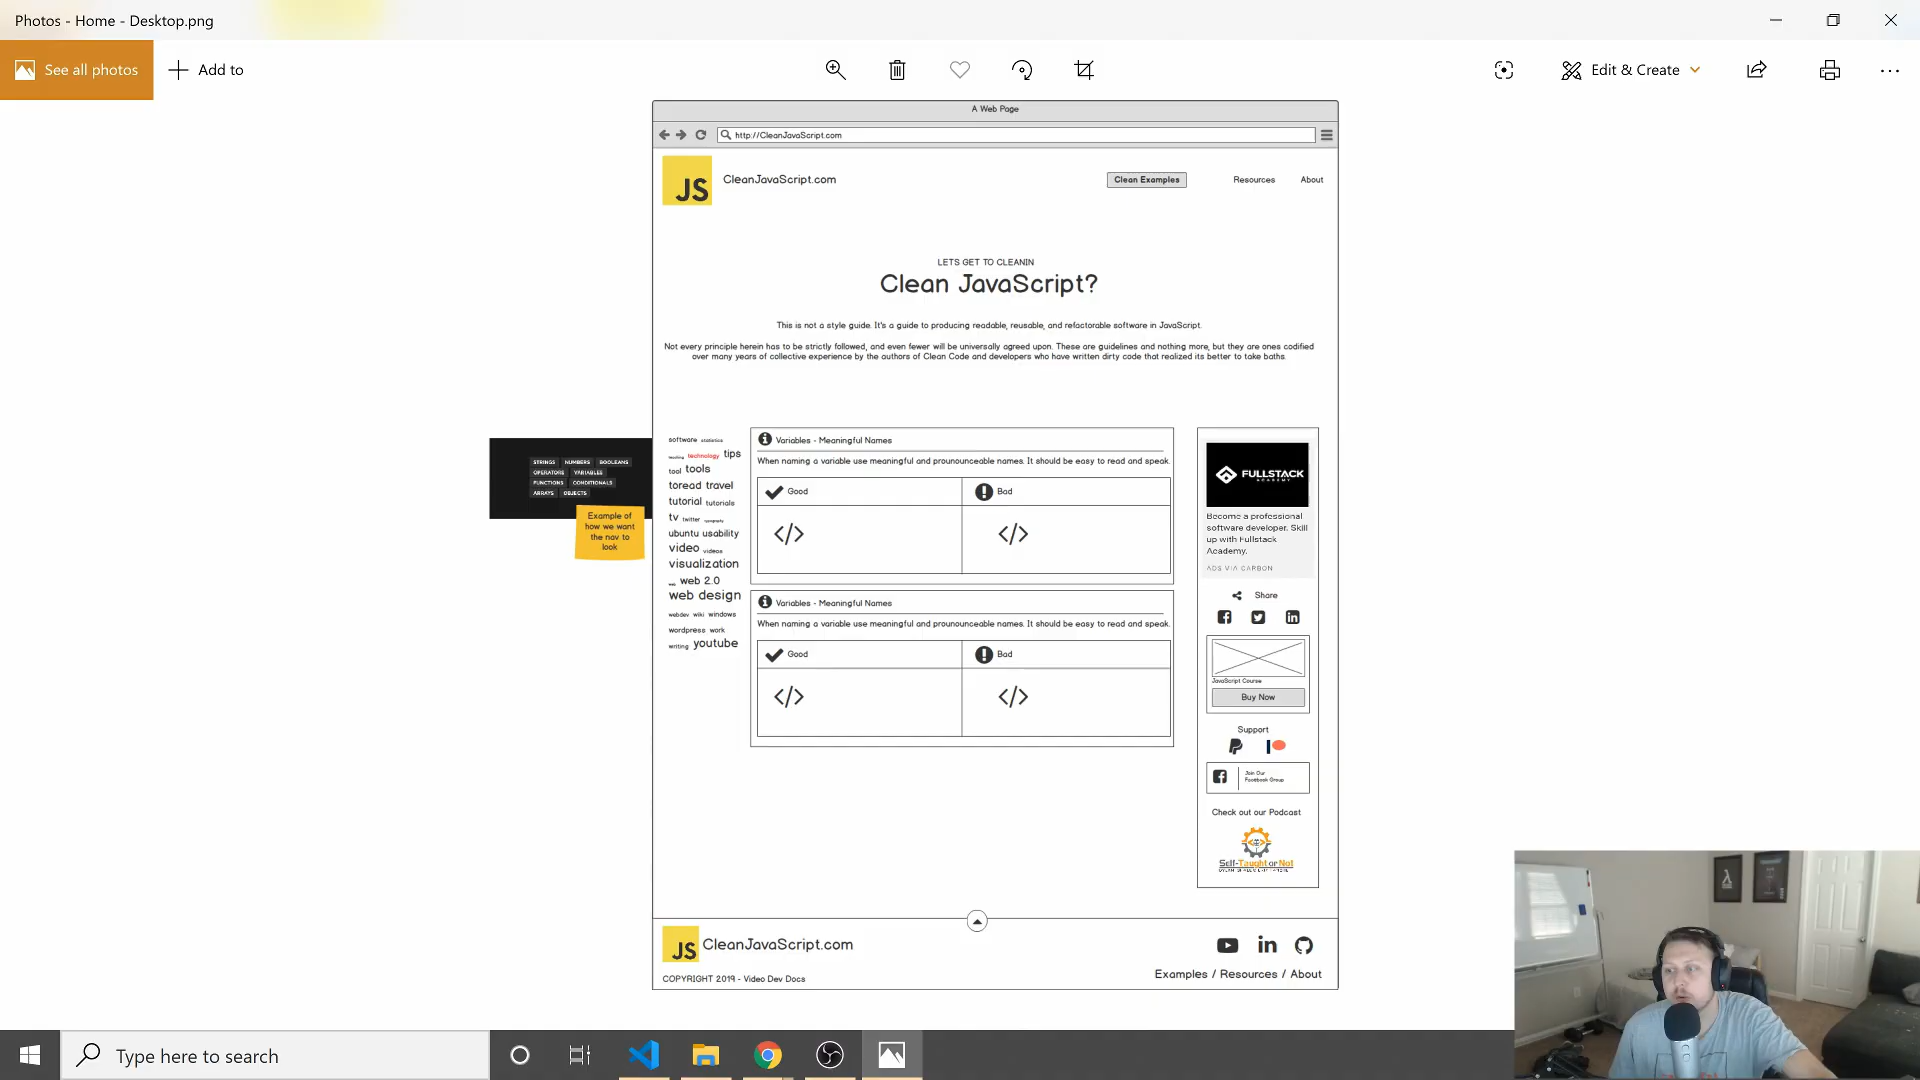 Photos - Home - Desktop.png
See all photos
Add to
Edit & Create
A Web Page
http://CleanJavaScript.com
JS
CleanJavaScript.com
Clean Examples
Resources
About
LETS GET TO CLEANIN
Clean JavaScript?
This is not a style guide. It's a guide to producing readable, reusable, and refactorable software in JavaScript.
Not every principle herein has to be strictly followed, and even fewer will be universally agreed upon. These are guidelines and nothing more, but they are ones codified
over many years of collective experience by the authors of Clean Code and developers who have written dirty code that realized its better to take baths.
STRINGS NUMBERS BOOLEANS
OPERATORS VARIABLES
FUNCTIONS CONDITIONALS
ARRAYS OBJECTS
Example of
how we want
the nav to
look
software statistics
teaching technology tips
tool tools
toread travel
tutorial tutorials
tv twitter typography
ubuntu usability
video videos
visualization
web web 2.0
web design
webdev wiki windows
wordpress work
writing youtube
Variables - Meaningful Names
When naming a variable use meaningful and prounounceable names. It should be easy to read and speak.
Good
Bad
</>
</>
Variables - Meaningful Names
When naming a variable use meaningful and prounounceable names. It should be easy to read and speak.
Good
Bad
</>
</>
FULLSTACK
ACADEMY
Become a professional
software developer. Skill
up with Fullstack
Academy.
ADS VIA CARBON
Share
JavaScript Course
Buy Now
Support
Join Our
Facebook Group
Check out our Podcast
Self-Taught or Not
JS
CleanJavaScript.com
COPYRIGHT 2019 - Video Dev Docs
Examples / Resources / About
Type here to search